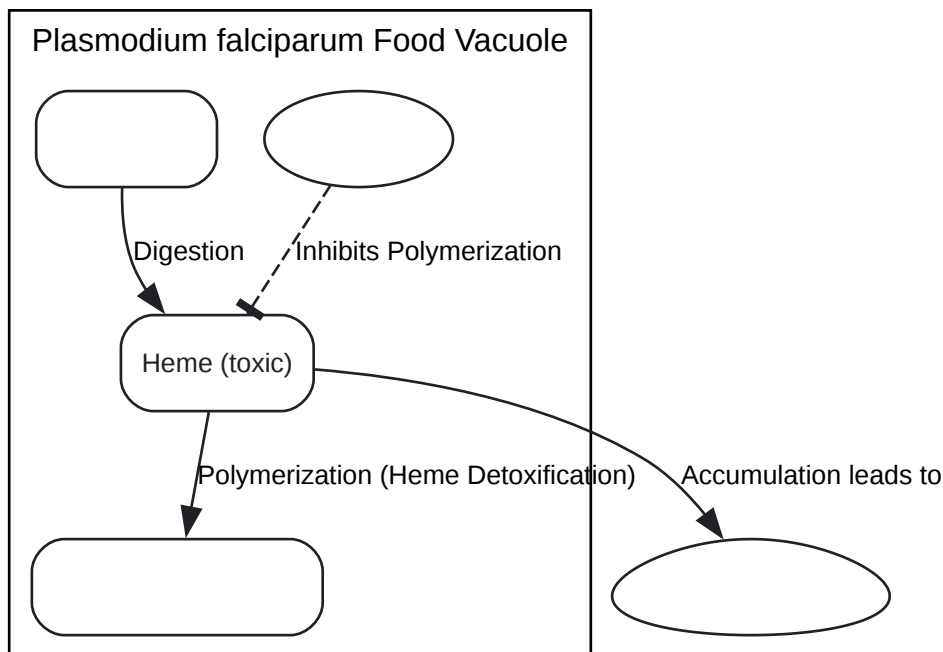 Plasmodium falciparum Food Vacuole
Digestion
Inhibits Polymerization
Heme (toxic)
Polymerization (Heme Detoxification)
Accumulation leads to